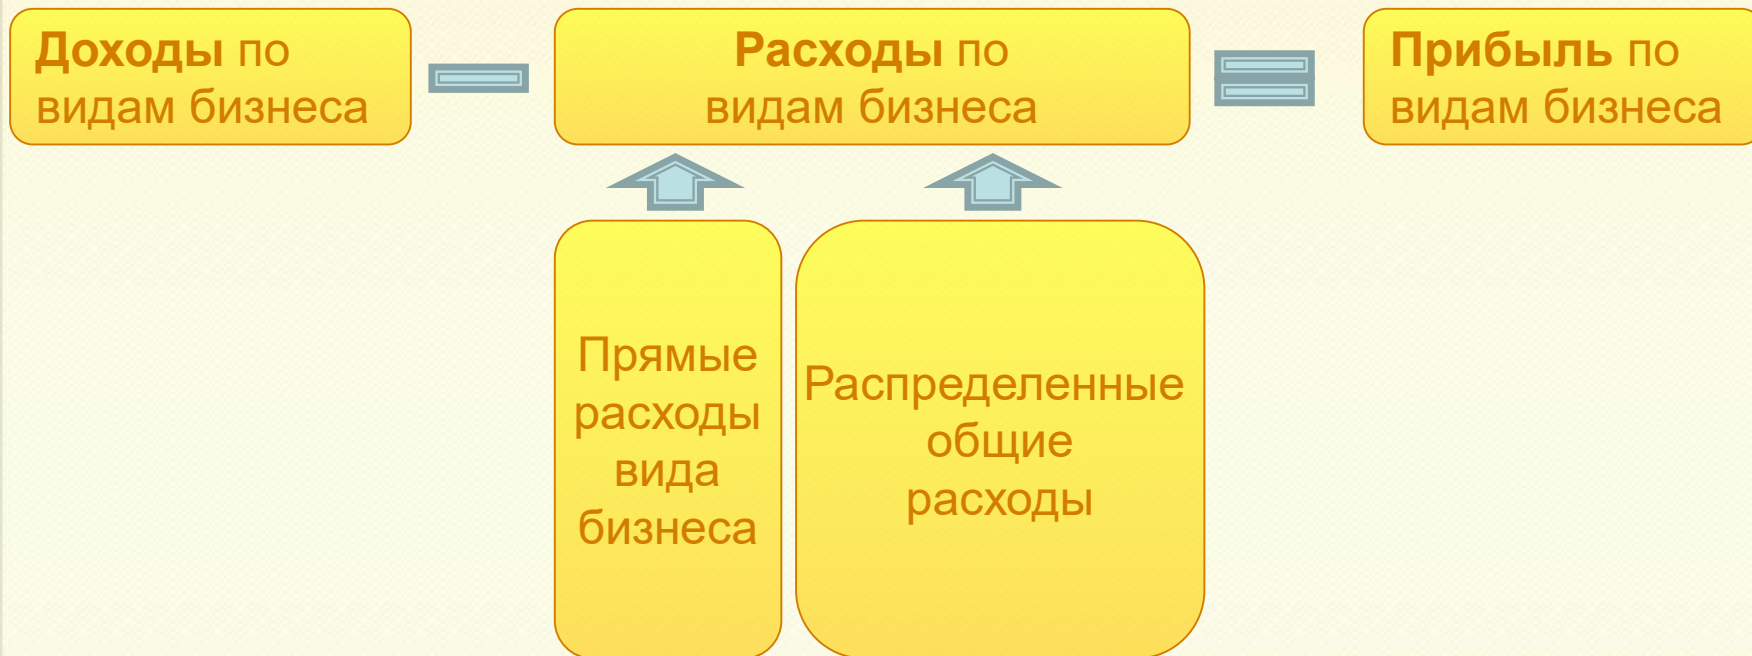 Доходы по
видам бизнеса
Расходы по
видам бизнеса
Прибыль по
видам бизнеса
Прямые
расходы
вида
бизнеса
Распределенные
общие
расходы